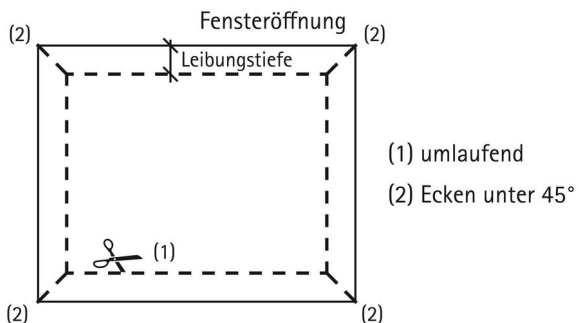 Fensteröffnung
(2)
(2)
Leibungstiefe
(1) umlaufend
(2) Ecken unter 45°
(1)
(2)
(2)